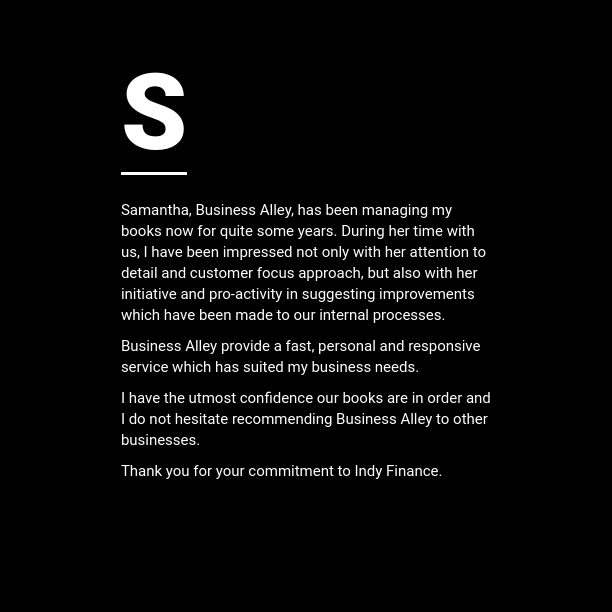 S
Samantha, Business Alley, has been managing my
books now for quite some years. During her time with
us, I have been impressed not only with her attention to
detail and customer focus approach, but also with her
initiative and pro-activity in suggesting improvements
which have been made to our internal processes.
Business Alley provide a fast, personal and responsive
service which has suited my business needs.
I have the utmost confidence our books are in order and
I do not hesitate recommending Business Alley to other
businesses.
Thank you for your commitment to Indy Finance.